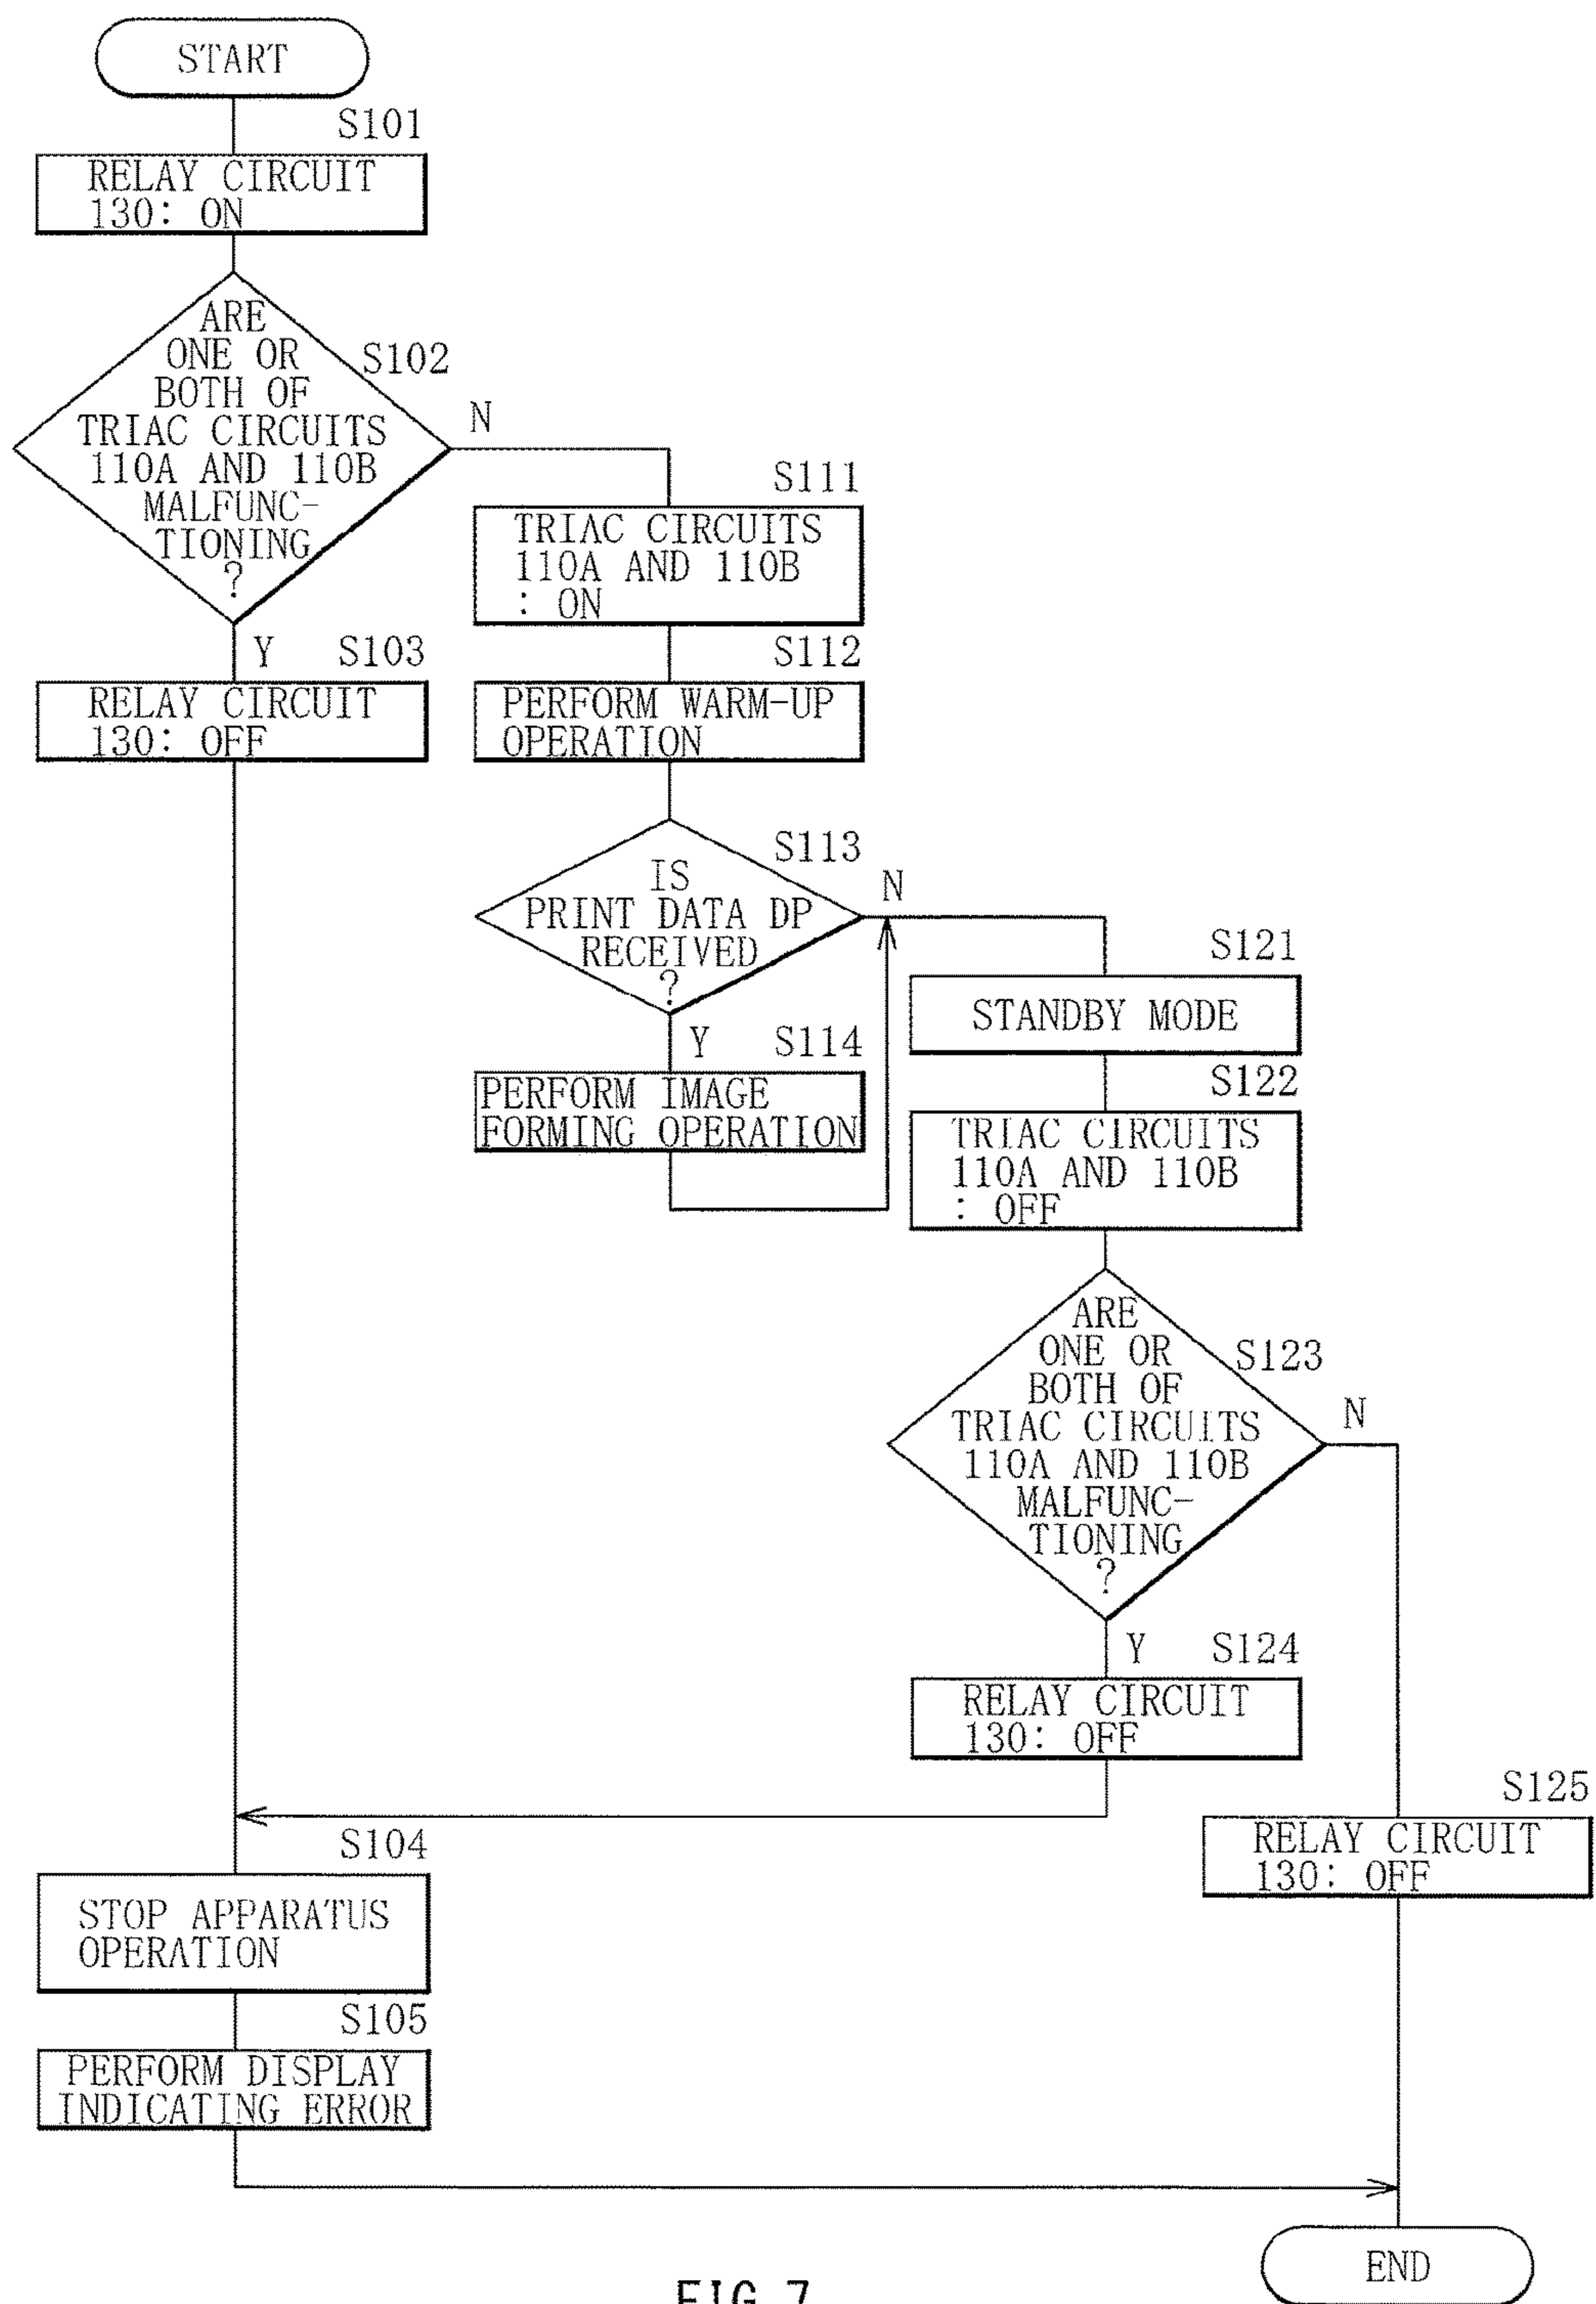 START
S101
RELAY CIRCUIT
130: ON
ARE
ONE OR
BOTH OF
TRIAC CIRCUITS
110A AND 110B
MALFUNC-
TIONING
?
S102
N
Y
S103
RELAY CIRCUIT
130: OFF
S111
TRIAC CIRCUITS
110A AND 110B
: ON
S112
PERFORM WARM-UP
OPERATION
S113
IS
PRINT DATA DP
RECEIVED
?
N
Y
S114
PERFORM IMAGE
FORMING OPERATION
S121
STANDBY MODE
S122
TRIAC CIRCUITS
110A AND 110B
: OFF
ARE
ONE OR
BOTH OF
TRIAC CIRCUITS
110A AND 110B
MALFUNC-
TIONING
?
S123
N
Y
S124
RELAY CIRCUIT
130: OFF
S125
RELAY CIRCUIT
130: OFF
S104
STOP APPARATUS
OPERATION
S105
PERFORM DISPLAY
INDICATING ERROR
END
FIG. 7